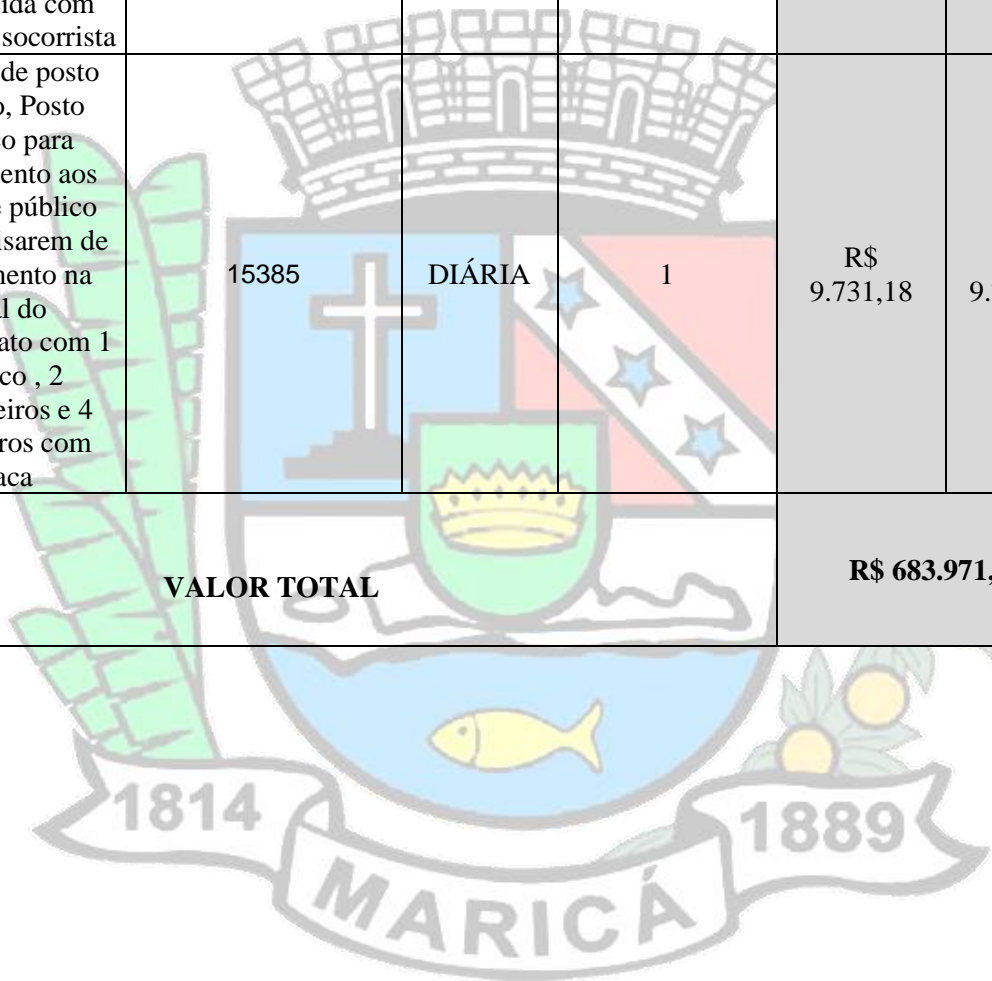 ida com
socorrista
de posto
o, Posto
o para
ento aos
e público
isarem de
mento na
al do
ato com 1
co , 2
eiros e 4
ros com
aca
15385
DIÁRIA
1
R$
9.731,18
9.
VALOR TOTAL
R$ 683.971,
1814
1889
MARICÁ